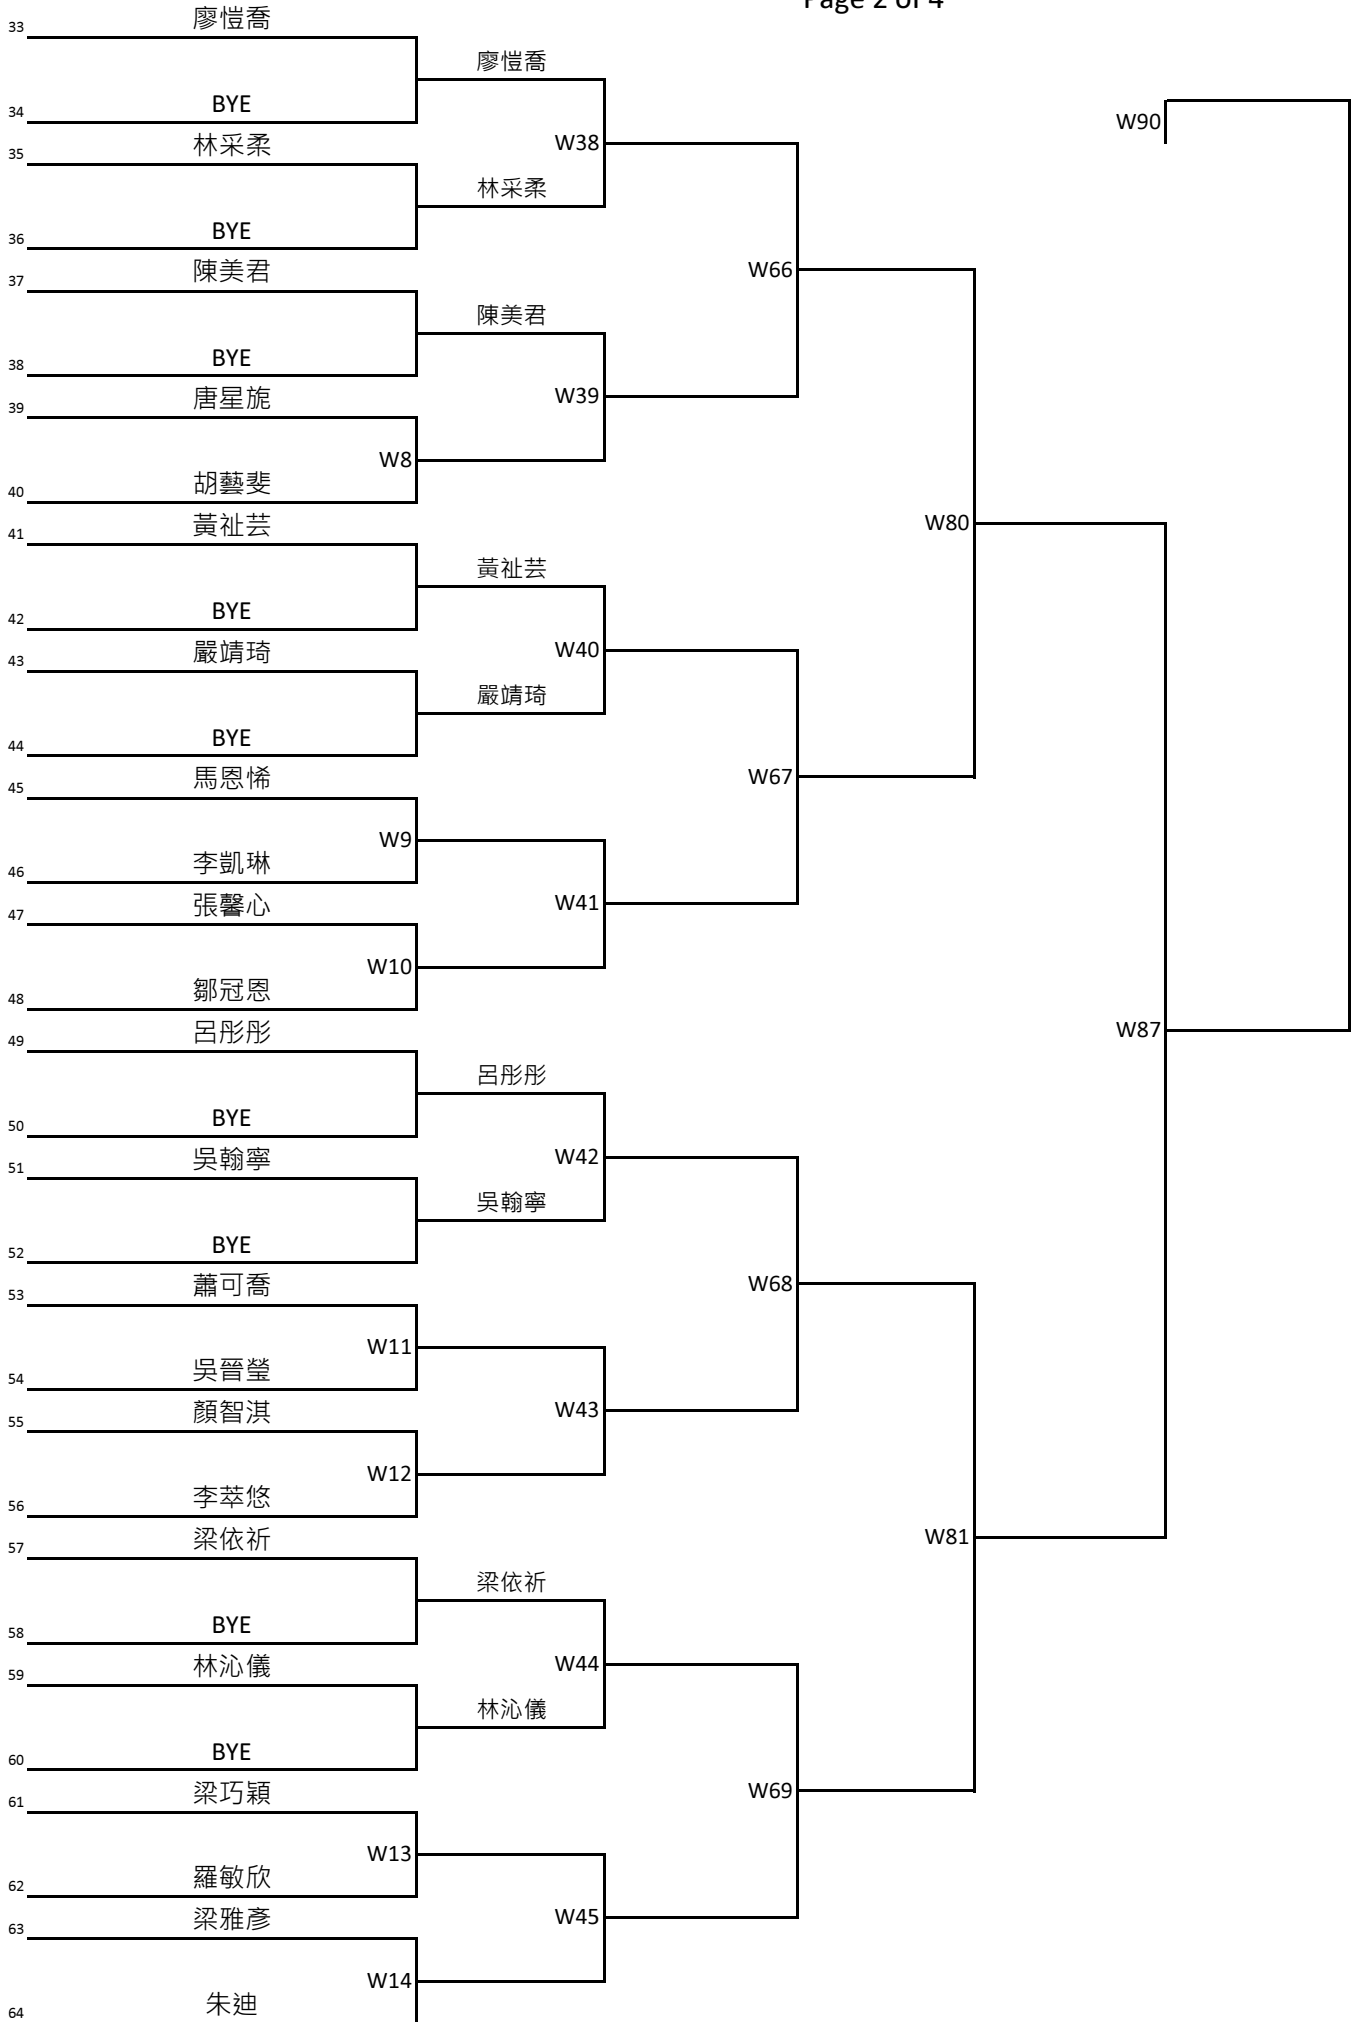 Page 2 of 4
33 廖愷喬
廖愷喬
34 BYE
W90
35 林采柔
W38
林采柔
36 BYE
37 陳美君
W66
陳美君
38 BYE
39 唐星旎
W39
W8
40 胡藝斐
41 黃祉芸
W80
黃祉芸
42 BYE
43 嚴靖琦
W40
嚴靖琦
44 BYE
45 馬恩悕
W67
W9
46 李凱琳
47 張馨心
W41
W10
48 鄒冠恩
49 呂彤彤
W87
呂彤彤
50 BYE
51 吳翰寧
W42
吳翰寧
52 BYE
53 蕭可喬
W68
W11
54 吳晉瑩
55 顏智淇
W43
W12
56 李萃悠
57 梁依祈
W81
梁依祈
58 BYE
59 林沁儀
W44
林沁儀
60 BYE
61 梁巧穎
W69
W13
62 羅敏欣
63 梁雅彥
W45
W14
64 朱迪